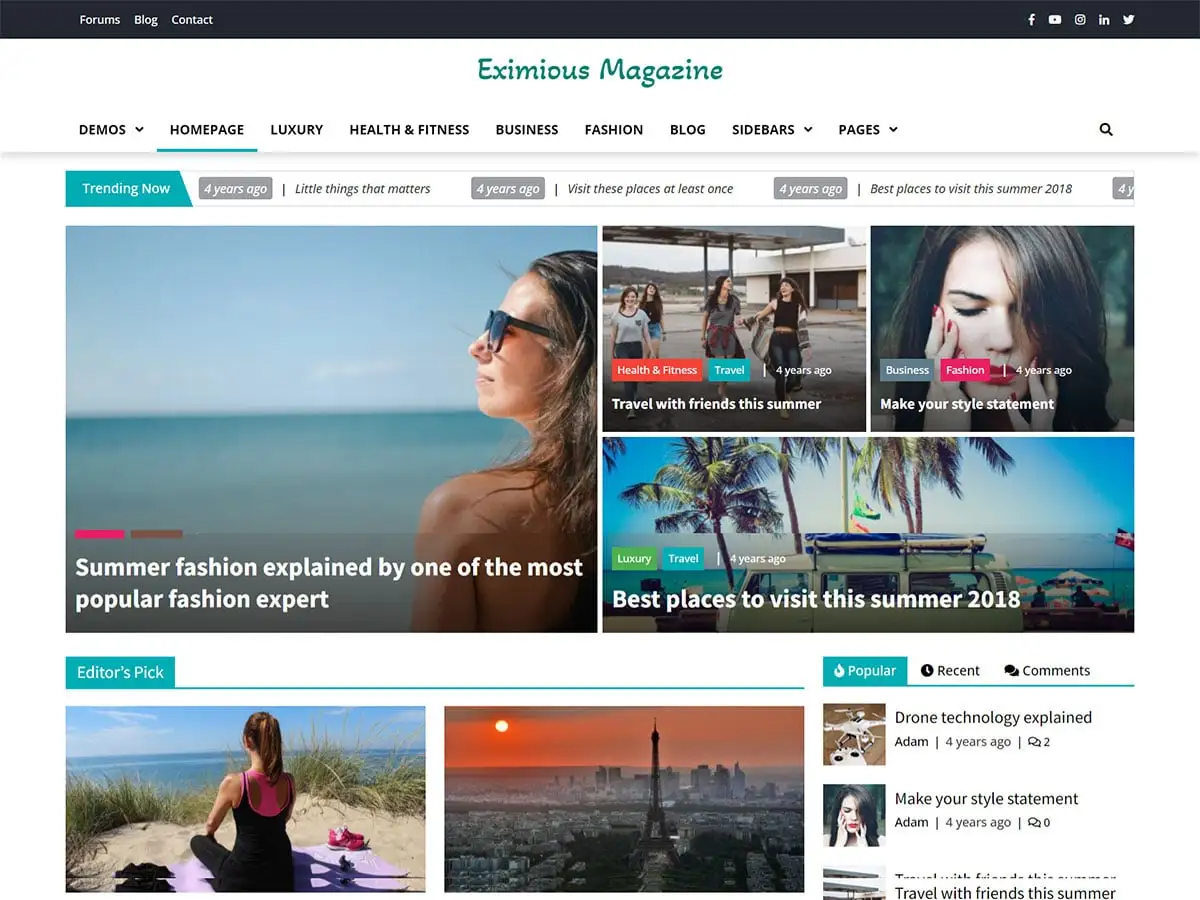 Forums Blog Contact
Eximious Magazine
DEMOS HOMEPAGE LUXURY HEALTH & FITNESS BUSINESS FASHION BLOG SIDEBARS PAGES
Trending Now 4 years ago | Little things that matters 4 years ago | Visit these places at least once 4 years ago | Best places to visit this summer 2018 4 y
Health & Fitness Travel | 4 years ago
Travel with friends this summer
Business Fashion | 4 years ago
Make your style statement
Summer fashion explained by one of the most
popular fashion expert
Luxury Travel | 4 years ago
Best places to visit this summer 2018
Editor's Pick
Popular Recent Comments
Drone technology explained
Adam | 4 years ago | 2
Make your style statement
Adam | 4 years ago | 0
Travel with friends this summer